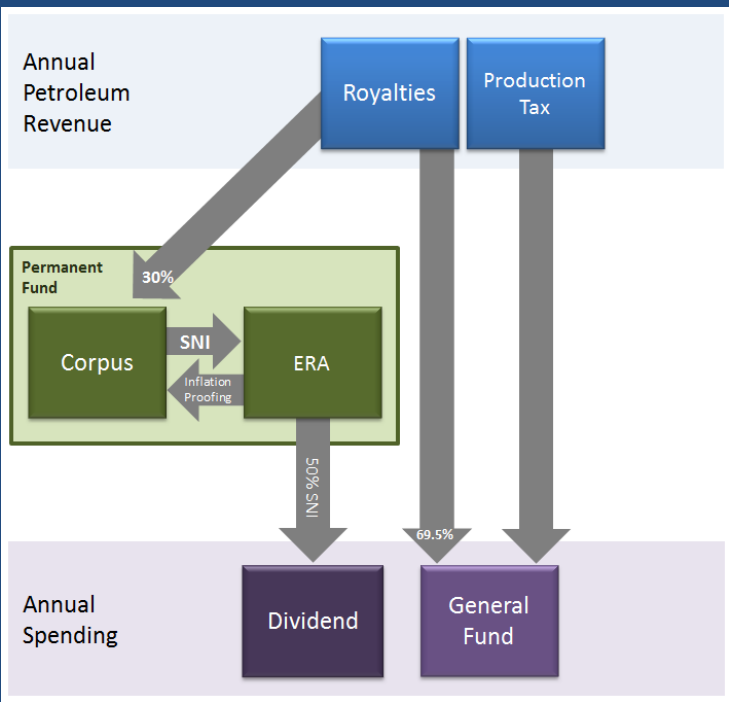 Annual
Petroleum
Revenue
Royalties
Production
Tax
Permanent
Fund
30%
Corpus
SNI
ERA
Inflation
Proofing
50% SNI
69.5%
Annual
Spending
Dividend
General
Fund